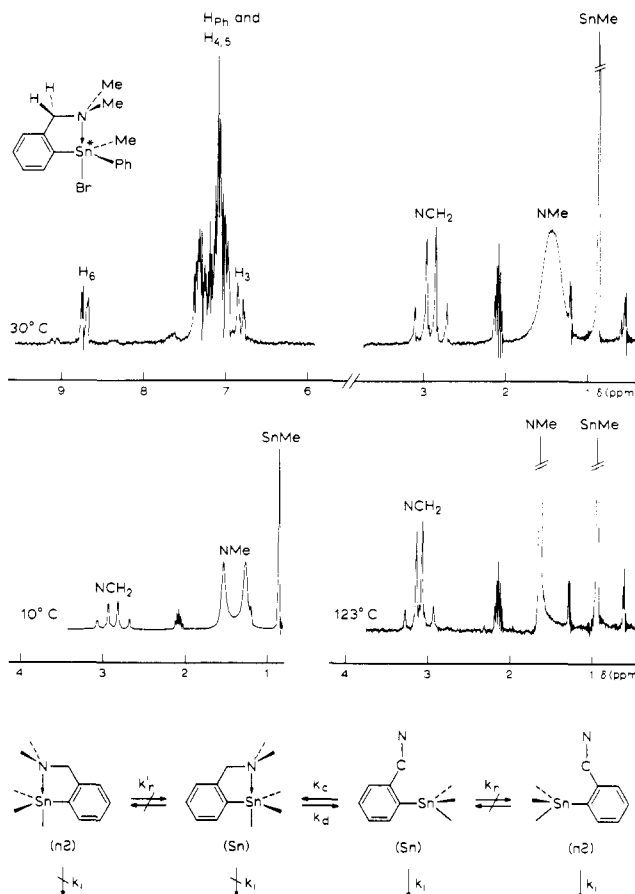 H_Ph and
H_4,5
SnMe
H
H
N
Me
Me
Sn*
Me
Ph
Br
H_6
H_3
NCH_2
NMe
30°C
9 8 7 6
3 2 1 δ(ppm)
SnMe
NMe
SnMe
NCH_2
NMe
NCH_2
10°C
123°C
4 3 2 1
4 3 2 1 δ(ppm)
N
N
N
N
C
C
Sn
k'_r
Sn
k_c
k_d
Sn
k_r
Sn
(nS)
(Sn)
(Sn)
(nS)
k_i
k_i
k_i
k_i